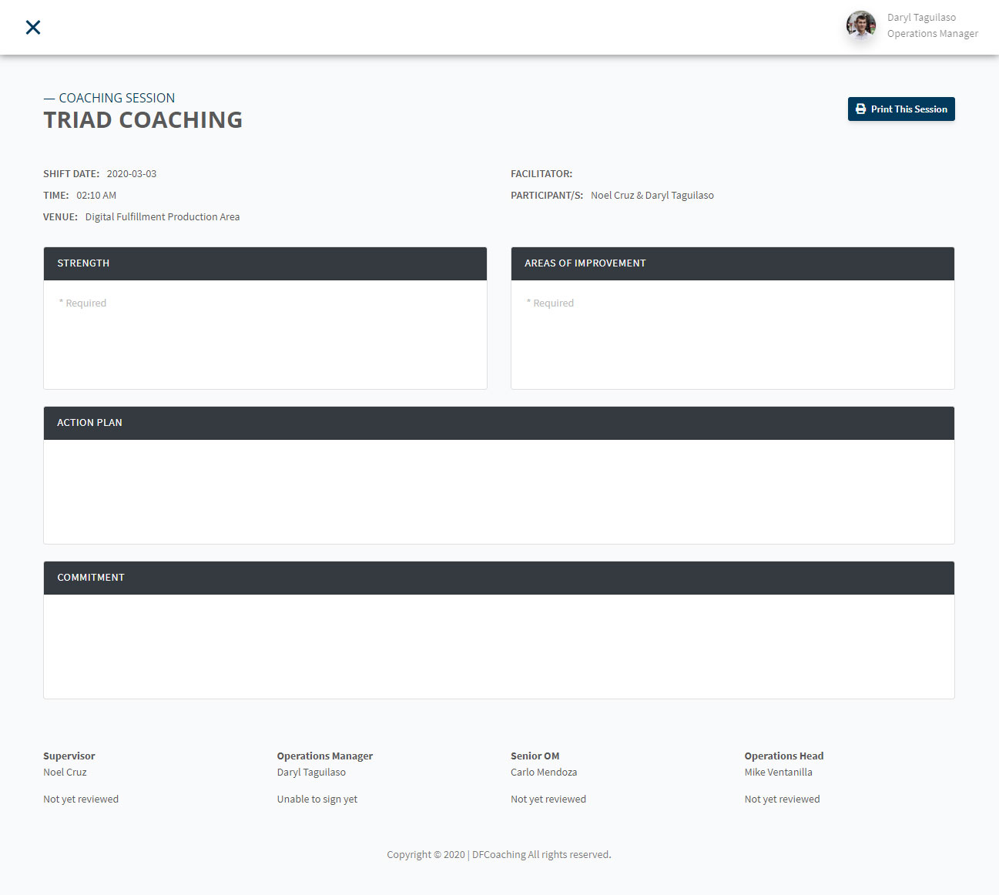 Daryl Taguilaso
Operations Manager
— COACHING SESSION
TRIAD COACHING
Print This Session
SHIFT DATE: 2020-03-03
TIME: 02:10 AM
VENUE: Digital Fulfillment Production Area
FACILITATOR:
PARTICIPANT/S: Noel Cruz & Daryl Taguilaso
STRENGTH
* Required
AREAS OF IMPROVEMENT
* Required
ACTION PLAN
COMMITMENT
Supervisor
Noel Cruz
Not yet reviewed
Operations Manager
Daryl Taguilaso
Unable to sign yet
Senior OM
Carlo Mendoza
Not yet reviewed
Operations Head
Mike Ventanilla
Not yet reviewed
Copyright © 2020 | DFCoaching All rights reserved.